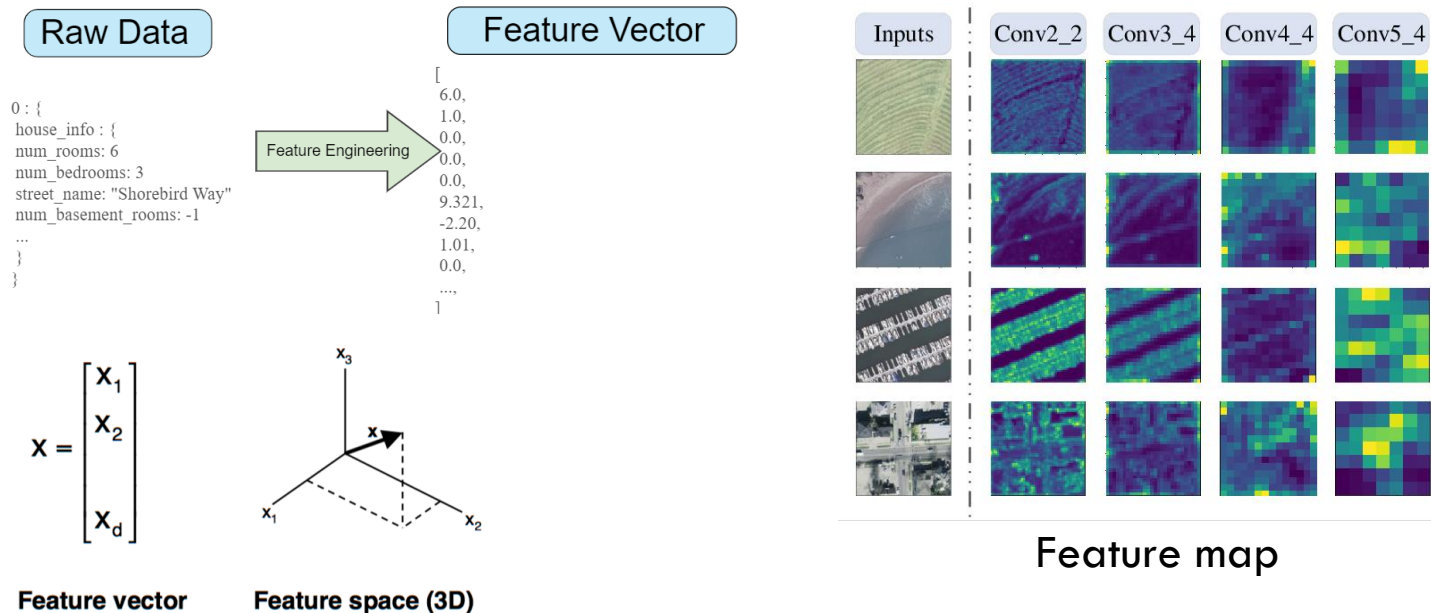 Raw Data
Feature Vector
0 : {
house_info : {
num_rooms: 6
num_bedrooms: 3
street_name: "Shorebird Way"
num_basement_rooms: -1
...
}
}
Feature Engineering
[
6.0,
1.0,
0.0,
0.0,
0.0,
9.321,
-2.20,
1.01,
0.0,
...,
]
Inputs
Conv2_2
Conv3_4
Conv4_4
Conv5_4
Feature map
x =
x1
x2
xd
x3
x
x1
x2
Feature vector
Feature space (3D)